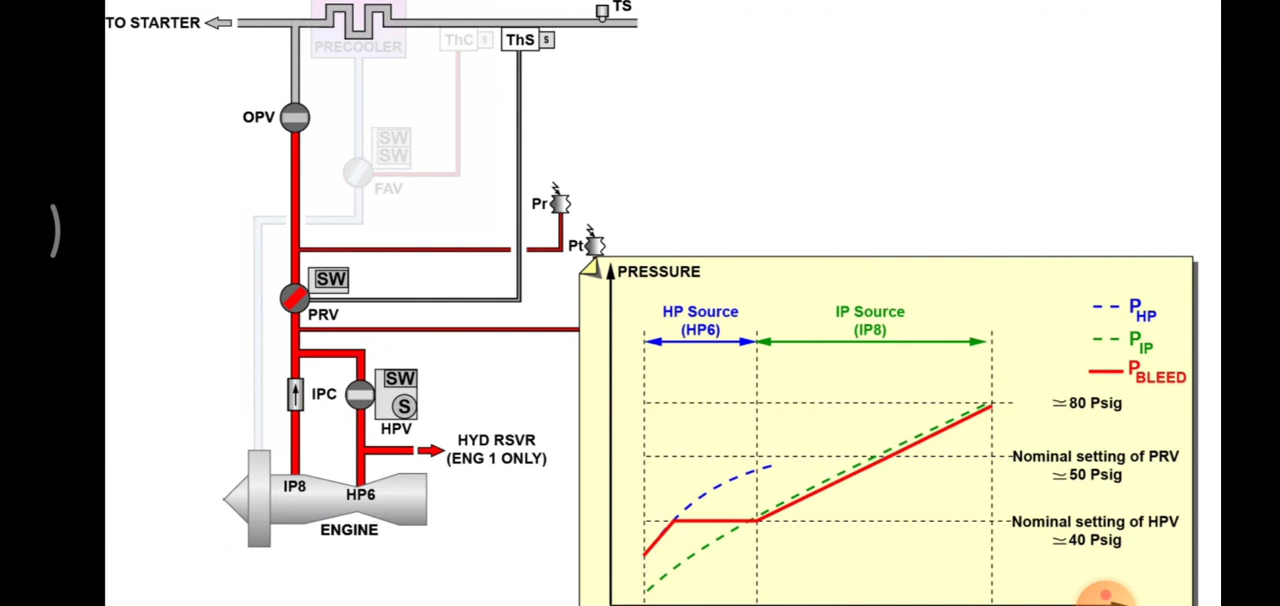 TS
TO STARTER
PRECOOLER
ThC
S
ThS
S
OPV
SW
SW
FAV
Pr
Pt
SW
PRV
IPC
SW
S
HPV
HYD RSVR
(ENG 1 ONLY)
IP8
HP6
ENGINE
PRESSURE
HP Source
(HP6)
IP Source
(IP8)
PHP
PIP
PBLEED
≃80 Psig
Nominal setting of PRV
≃50 Psig
Nominal setting of HPV
≃40 Psig